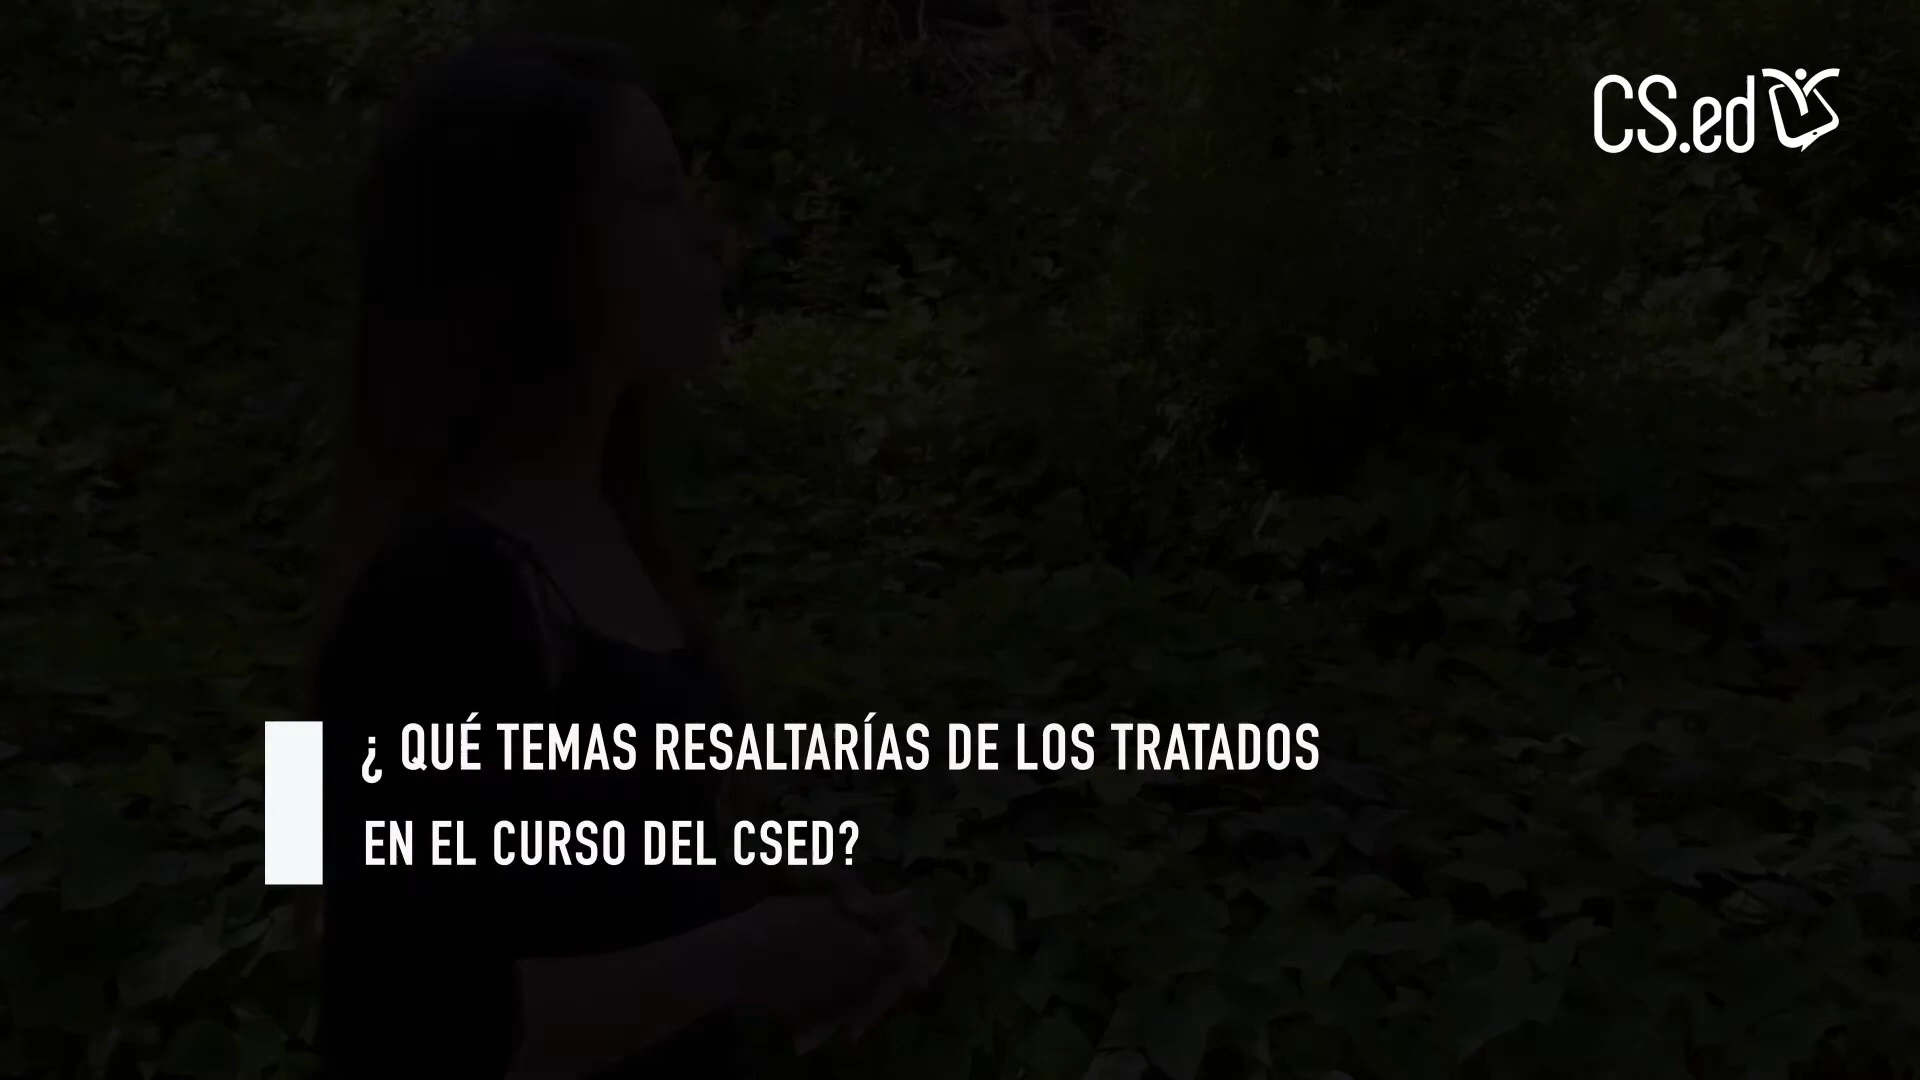 CS.ed
¿ QUÉ TEMAS RESALTARÍAS DE LOS TRATADOS
EN EL CURSO DEL CSED?